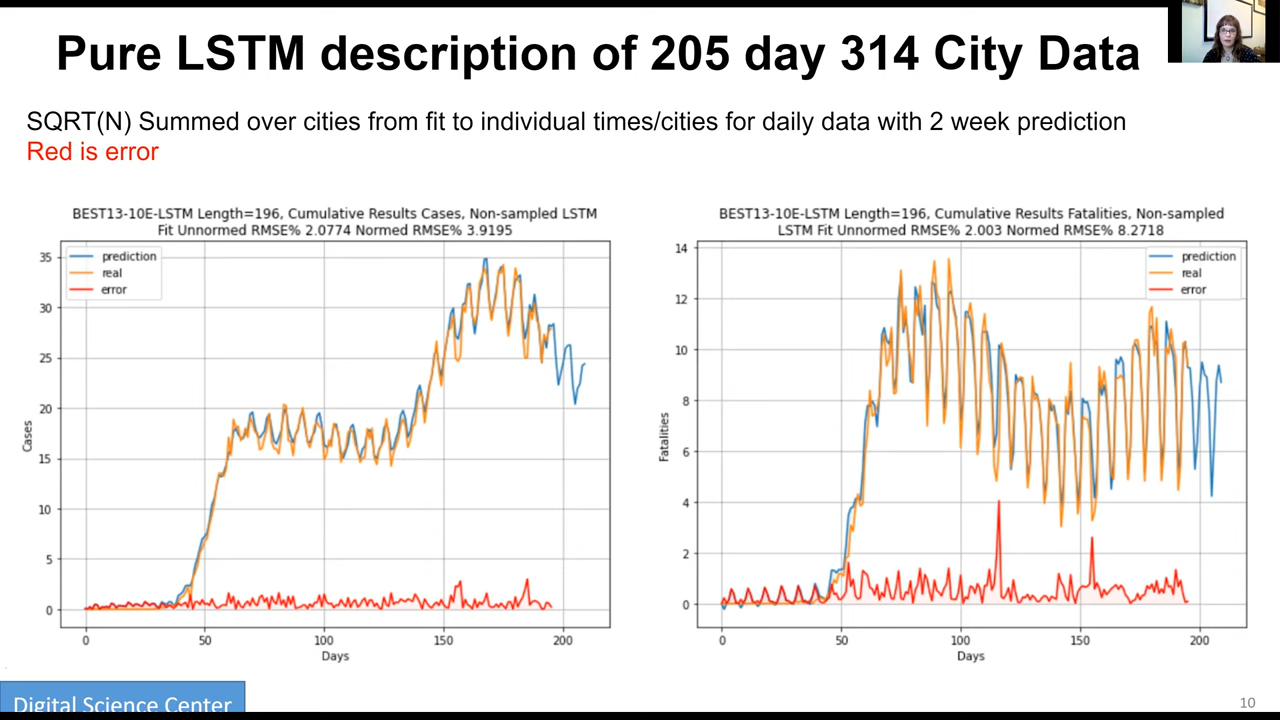 Pure LSTM description of 205 day 314 City Data
SQRT(N) Summed over cities from fit to individual times/cities for daily data with 2 week prediction
Red is error
BEST13-10E-LSTM Length=196, Cumulative Results Cases, Non-sampled LSTM
Fit Unnormed RMSE% 2.0774 Normed RMSE% 3.9195
prediction
real
error
35
30
25
20
15
10
5
0
Cases
0 50 100 150 200
Days
BEST13-10E-LSTM Length=196, Cumulative Results Fatalities, Non-sampled
LSTM Fit Unnormed RMSE% 2.003 Normed RMSE% 8.2718
prediction
real
error
14
12
10
8
6
4
2
0
Fatalities
0 50 100 150 200
Days
Digital Science Center
10